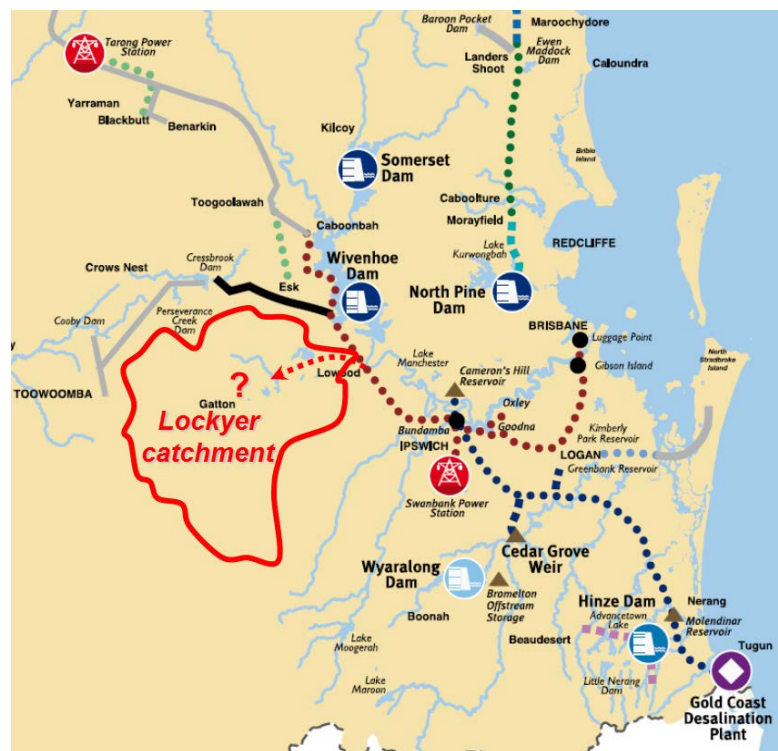 Baroon Pocket
Dam
Maroochydore
Ewen
Maddock
Dam
Landers
Shoot
Caloundra
Tarong Power
Station
Yarraman
Blackbutt
Benarkin
Kilcoy
Bribie
Island
Somerset
Dam
Caboolture
Morayfield
Toogoolawah
Caboonbah
Lake
Kurwongbah
REDCLIFFE
Cressbrook
Dam
Crows Nest
Wivenhoe
Dam
Esk
North Pine
Dam
Cooby Dam
Perseverance
Creek
Dam
BRISBANE
Luggage Point
Lake
Manchester
Cameron's Hill
Reservoir
Gibson Island
North
Stradbroke
Island
TOOWOOMBA
Lowood
?
Gatton
Lockyer
catchment
Oxley
Bundamba
Goodna
IPSWICH
Kimberly
Park Reservoir
LOGAN
Greenbank Reservoir
Swanbank Power
Station
Cedar Grove
Weir
Wyaralong
Dam
Bromelton
Offstream
Storage
Boonah
Hinze Dam
Advancetown
Lake
Nerang
Molendinar
Reservoir
Beaudesert
Lake
Moogerah
Tugun
Little Nerang
Dam
Lake
Maroon
Gold Coast
Desalination
Plant